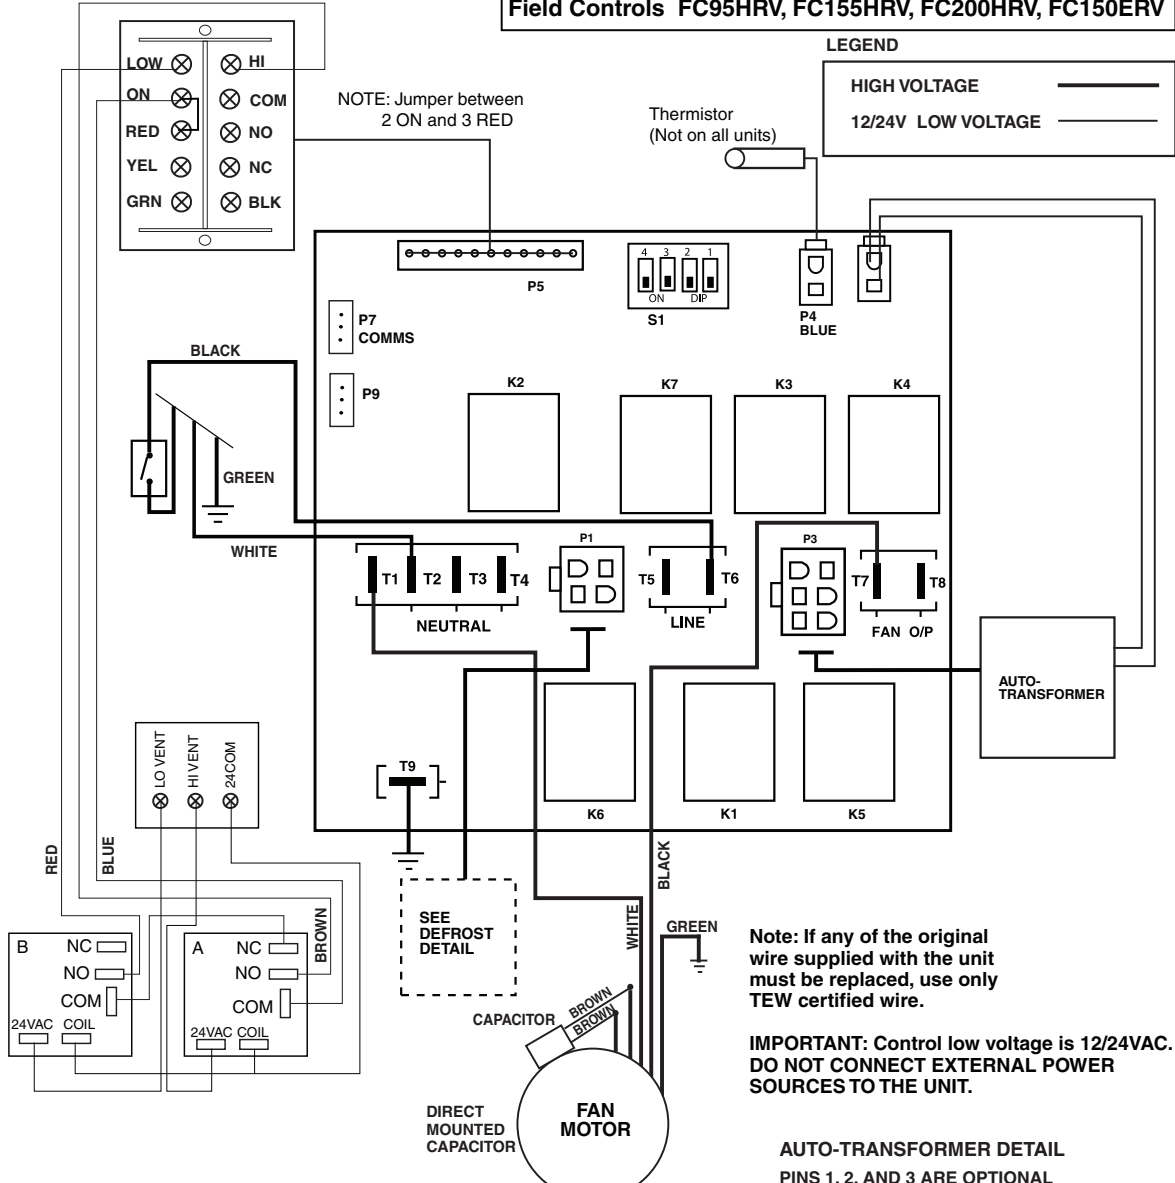 Field Controls FC95HRV, FC155HRV, FC200HRV, FC150ERV
LEGEND
HIGH VOLTAGE
12/24V LOW VOLTAGE
LOW
HI
ON
COM
RED
NO
YEL
NC
GRN
BLK
NOTE: Jumper between
2 ON and 3 RED
Thermistor
(Not on all units)
P5
4 3 2 1
ON DIP
S1
P4
BLUE
P7
COMMS
P9
BLACK
GREEN
WHITE
K2
K7
K3
K4
T1
T2
T3
T4
NEUTRAL
P1
T5
T6
LINE
P3
T7
T8
FAN O/P
AUTO-
TRANSFORMER
T9
K6
K1
K5
LO VENT
HI VENT
24COM
RED
BLUE
BROWN
B
NC
NO
COM
24VAC
COIL
A
NC
NO
COM
24VAC
COIL
SEE
DEFROST
DETAIL
WHITE
BLACK
GREEN
CAPACITOR
BROWN
BROWN
DIRECT
MOUNTED
CAPACITOR
FAN
MOTOR
Note: If any of the original
wire supplied with the unit
must be replaced, use only
TEW certified wire.
IMPORTANT: Control low voltage is 12/24VAC.
DO NOT CONNECT EXTERNAL POWER
SOURCES TO THE UNIT.
AUTO-TRANSFORMER DETAIL
PINS 1, 2, AND 3 ARE OPTIONAL